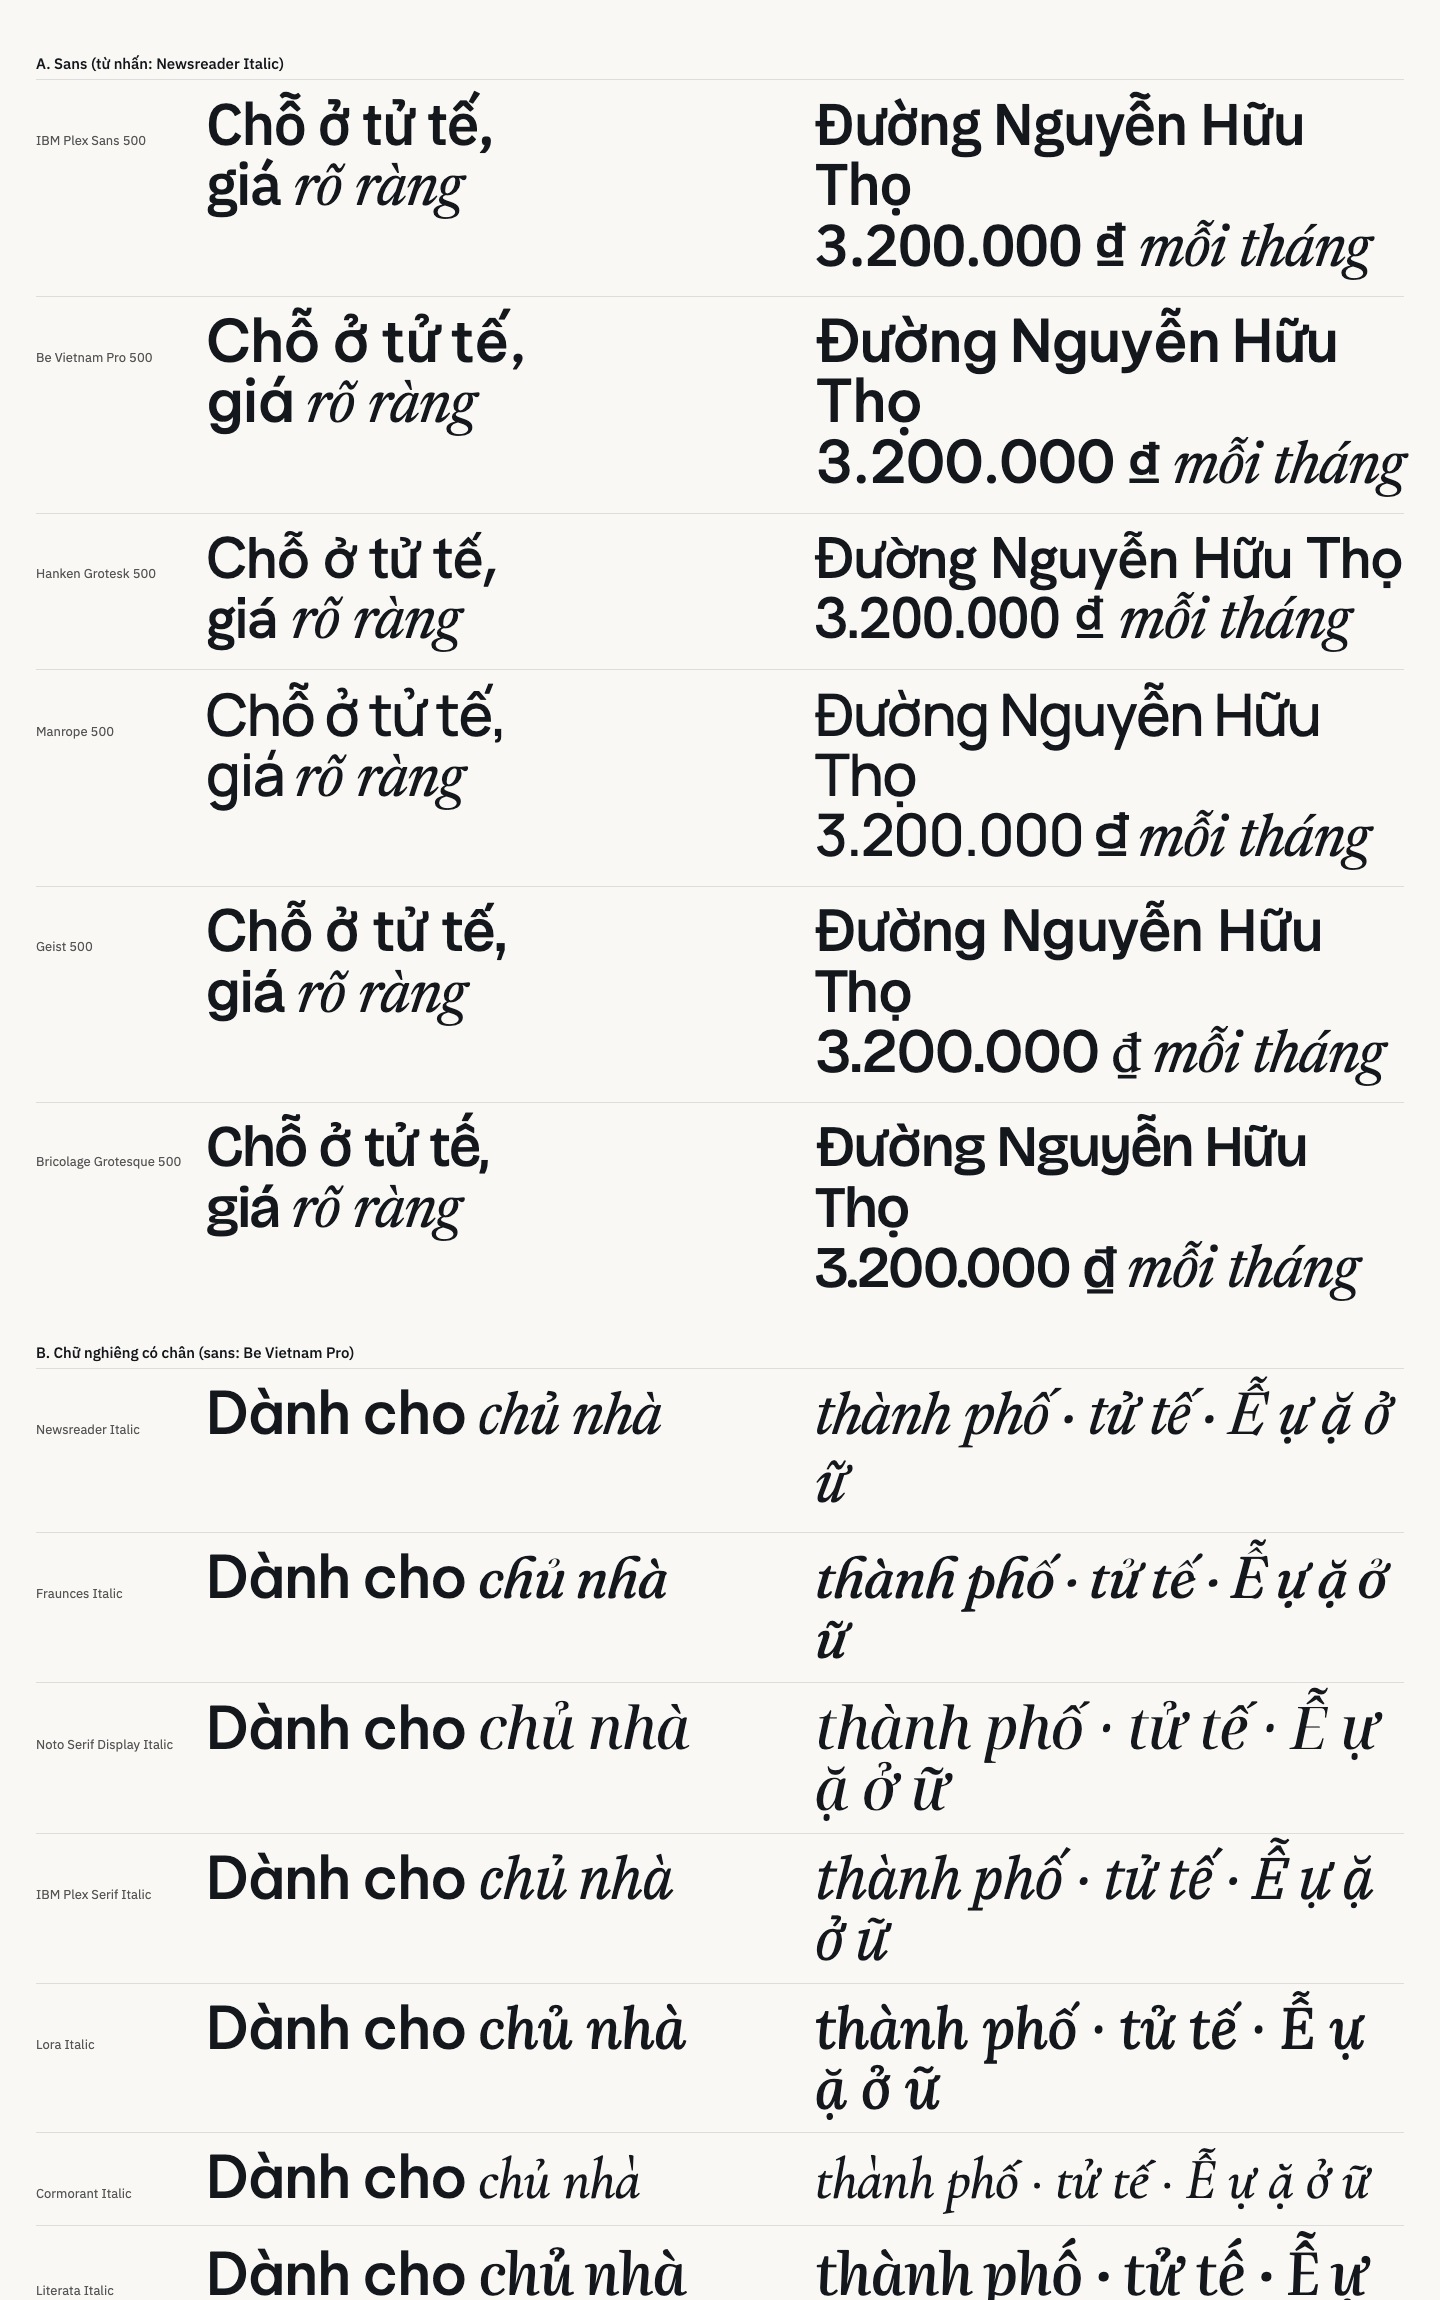 A. Sans (từ nhấn: Newsreader Italic)
IBM Plex Sans 500
Chỗ ở tử tế,
giá rõ ràng
Đường Nguyễn Hữu
Thọ
3.200.000 ₫ mỗi tháng
Be Vietnam Pro 500
Chỗ ở tử tế,
giá rõ ràng
Đường Nguyễn Hữu
Thọ
3.200.000 ₫ mỗi tháng
Hanken Grotesk 500
Chỗ ở tử tế,
giá rõ ràng
Đường Nguyễn Hữu Thọ
3.200.000 ₫ mỗi tháng
Manrope 500
Chỗ ở tử tế,
giá rõ ràng
Đường Nguyễn Hữu
Thọ
3.200.000 ₫ mỗi tháng
Geist 500
Chỗ ở tử tế,
giá rõ ràng
Đường Nguyễn Hữu
Thọ
3.200.000 ₫ mỗi tháng
Bricolage Grotesque 500
Chỗ ở tử tế,
giá rõ ràng
Đường Nguyễn Hữu
Thọ
3.200.000 ₫ mỗi tháng
B. Chữ nghiêng có chân (sans: Be Vietnam Pro)
Newsreader Italic
Dành cho chủ nhà
thành phố · tử tế · Ễ ự ặ ở
ữ
Fraunces Italic
Dành cho chủ nhà
thành phố · tử tế · Ễ ự ặ ở
ữ
Noto Serif Display Italic
Dành cho chủ nhà
thành phố · tử tế · Ễ ự
ặ ở ữ
IBM Plex Serif Italic
Dành cho chủ nhà
thành phố · tử tế · Ễ ự ặ
ở ữ
Lora Italic
Dành cho chủ nhà
thành phố · tử tế · Ễ ự
ặ ở ữ
Cormorant Italic
Dành cho chủ nhà
thành phố · tử tế · Ễ ự ặ ở ữ
Literata Italic
Dành cho chủ nhà
thành phố · tử tế · Ễ ự